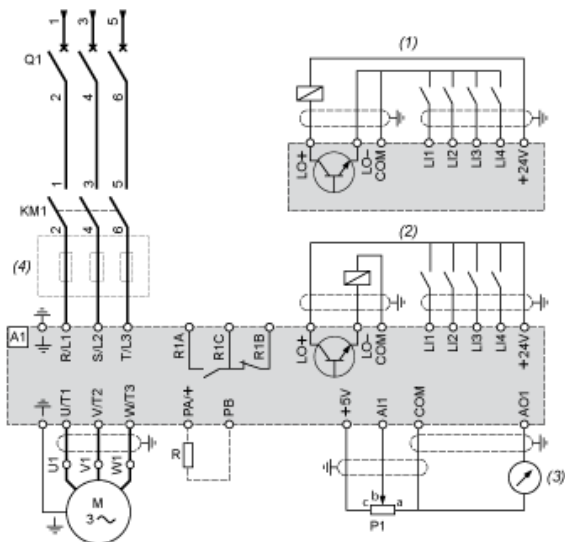 1 3 5
Q1
2 4 6
1 3 5
KM1
2 4 6
(4)
(1)
LO+ LO- COM LI1 LI2 LI3 LI4 +24V
(2)
A1
R/L1 S/L2 T/L3 R1A R1C R1B LO+ LO- COM LI1 LI2 LI3 LI4 +24V
U/T1 V/T2 W/T3 PA/+ PB +5V AI1 COM AO1
U1 V1 W1
R
(3)
M
3~
c b a
P1